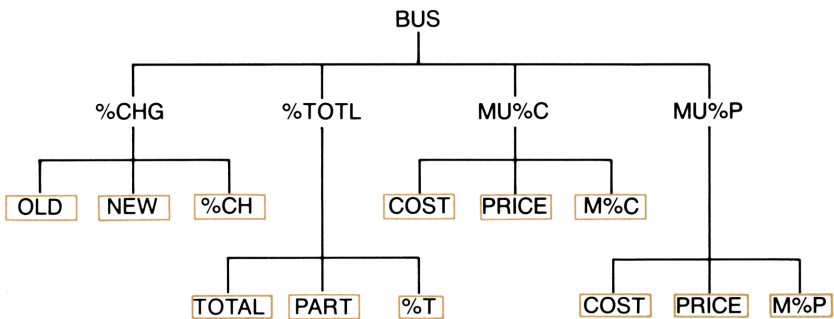 BUS
%CHG %TOTL MU%C MU%P
OLD NEW %CH COST PRICE M%C
TOTAL PART %T COST PRICE M%P